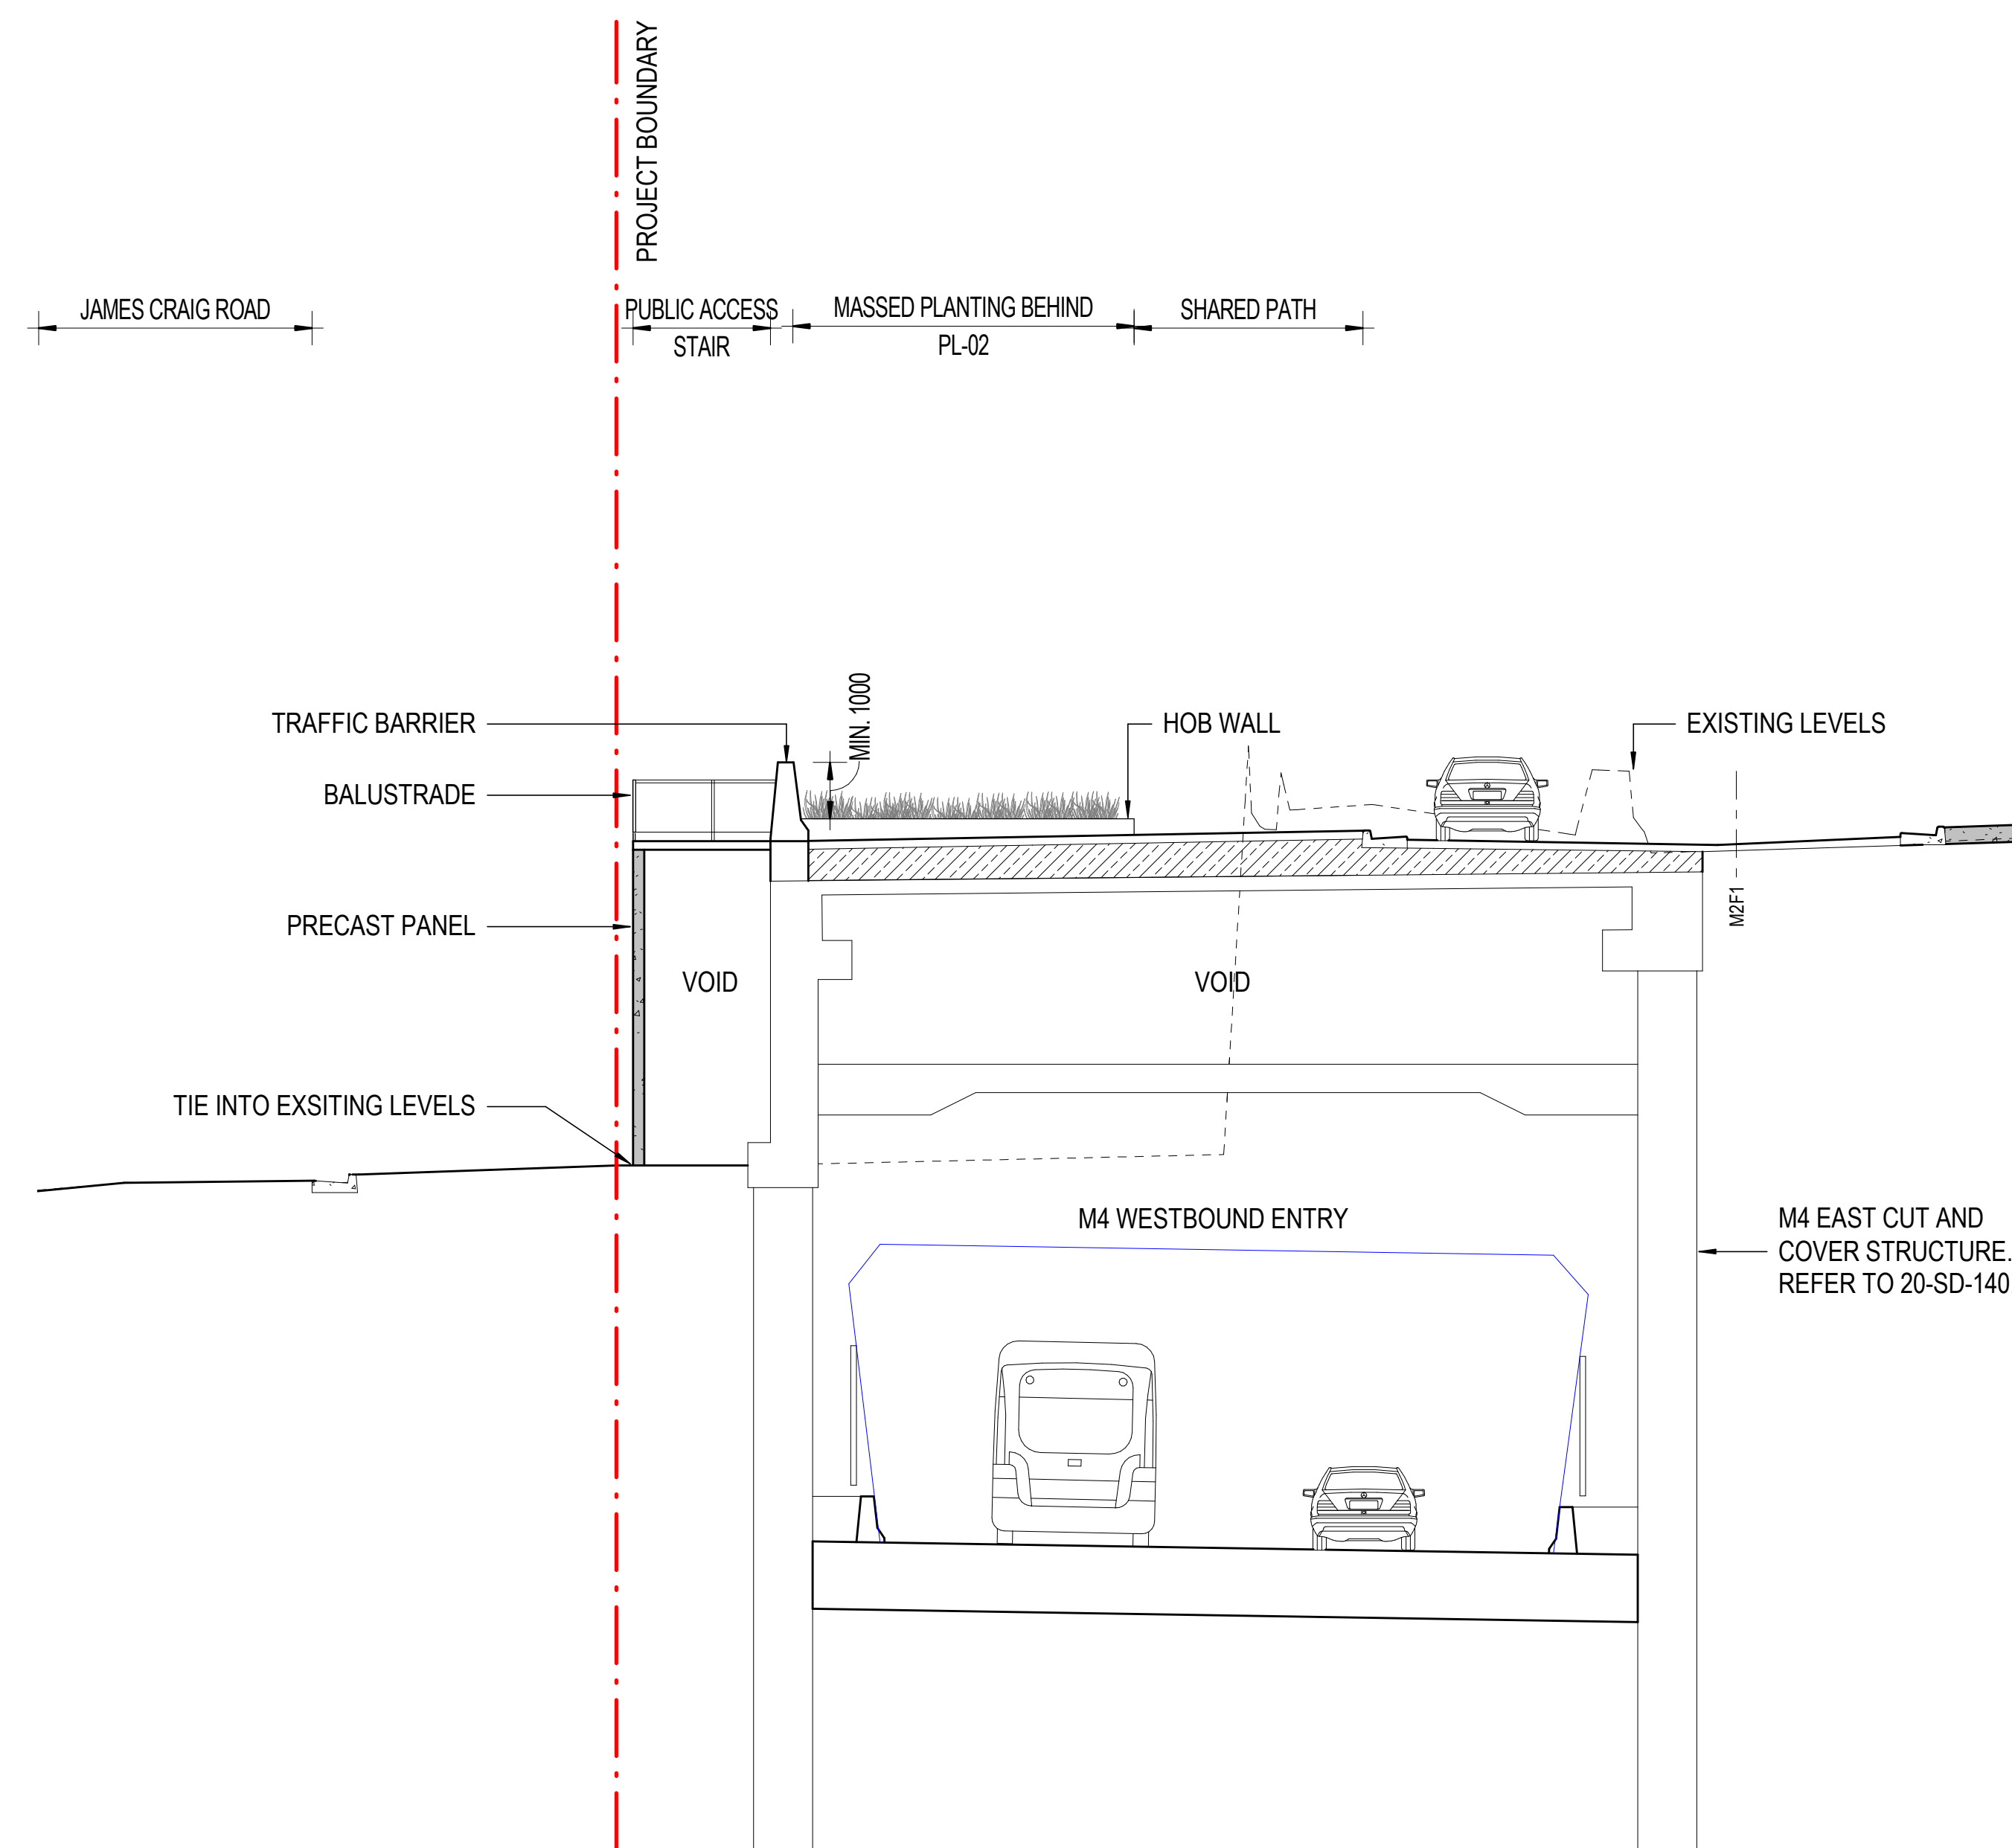 PROJECT BOUNDARY
JAMES CRAIG ROAD
PUBLIC ACCESS
STAIR
MASSED PLANTING BEHIND
PL-02
SHARED PATH
TRAFFIC BARRIER
MIN. 1000
HOB WALL
EXISTING LEVELS
BALUSTRADE
PRECAST PANEL
M2F1
VOID
VOID
TIE INTO EXSITING LEVELS
M4 WESTBOUND ENTRY
M4 EAST CUT AND
COVER STRUCTURE.
REFER TO 20-SD-140